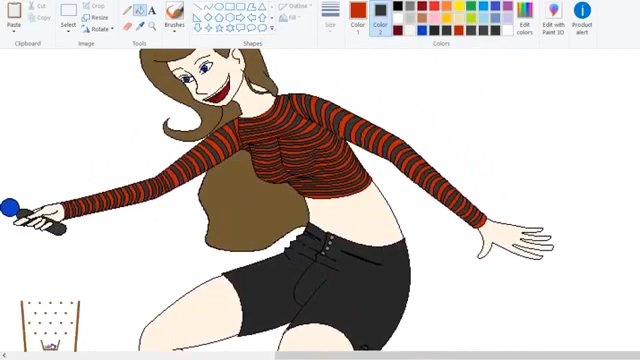 Paste
Cut
Copy
Clipboard
Select
Crop
Resize
Rotate
Image
A
Tools
Brushes
Outline
Fill
Shapes
Size
Color
1
Color
2
Edit
colors
Edit with
Paint 3D
Product
alert
Colors